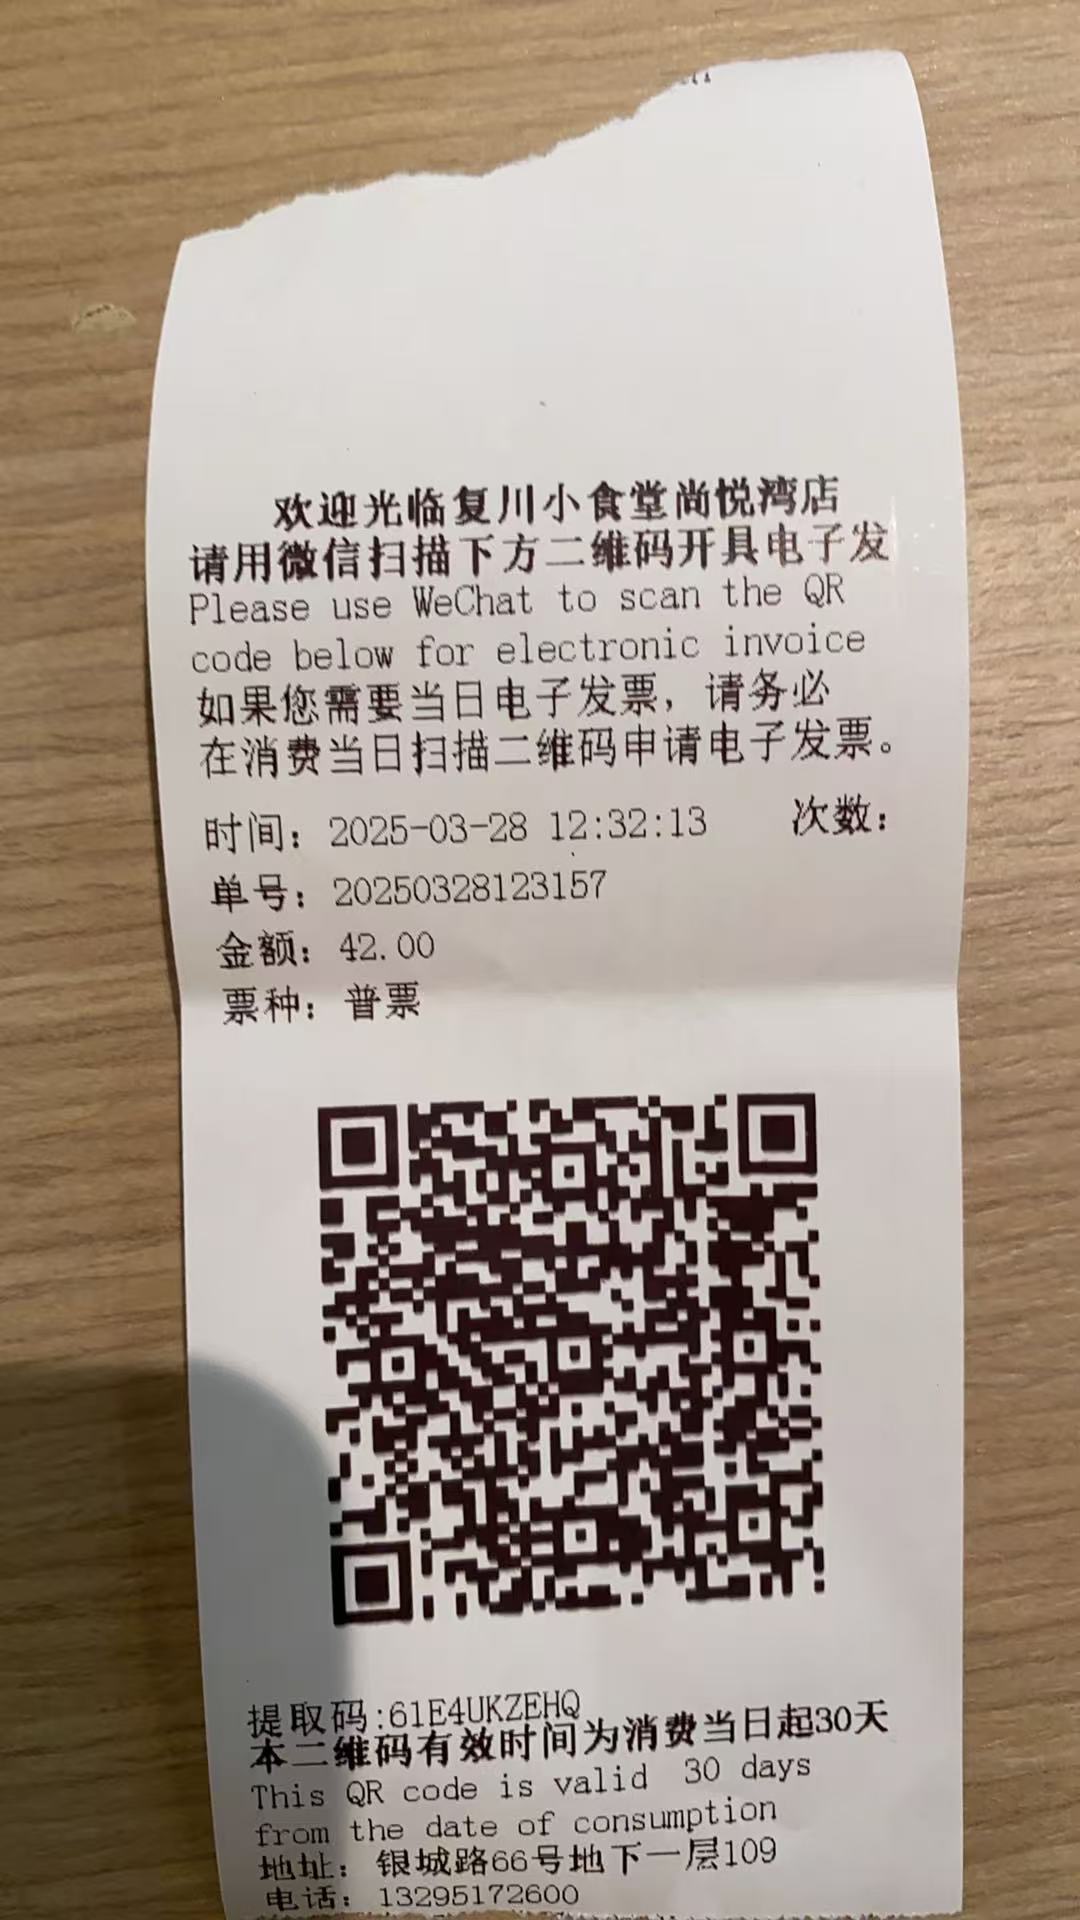 欢迎光临复川小食堂尚悦湾店
请用微信扫描下方二维码开具电子发
Please use WeChat to scan the QR
code below for electronic invoice
如果您需要当日电子发票，请务必
在消费当日扫描二维码申请电子发票。
时间：2025-03-28 12:32:13 次数：
单号：20250328123157
金额：42.00
票种：普票
提取码:61E4UKZEHQ
本二维码有效时间为消费当日起30天
This QR code is valid 30 days
from the date of consumption
地址：银城路66号地下一层109
电话：13295172600